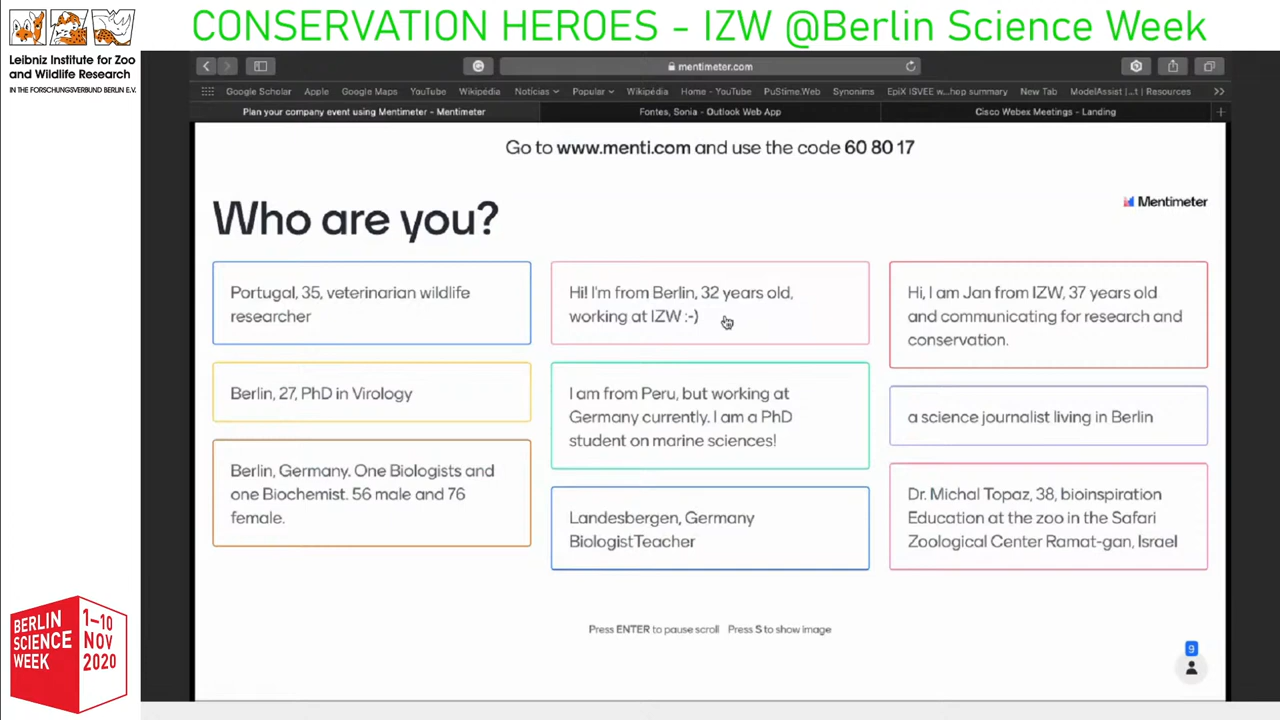 CONSERVATION HEROES - IZW @Berlin Science Week
IZW
Leibniz Institute for Zoo
and Wildlife Research
IN THE FORSCHUNGSVERBUND BERLIN E.V.
mentimeter.com
Google Scholar Apple Google Maps YouTube Wikipédia Notícias Popular Wikipédia Home - YouTube PuStime.Web Synonims EpiX ISVEE w...hop summary New Tab ModelAssist |...t | Resources
Plan your company event using Mentimeter - Mentimeter
Fontes, Sonia - Outlook Web App
Cisco Webex Meetings - Landing
Go to www.menti.com and use the code 60 80 17
Mentimeter
Who are you?
Portugal, 35, veterinarian wildlife
researcher
Berlin, 27, PhD in Virology
Berlin, Germany. One Biologists and
one Biochemist. 56 male and 76
female.
Hi! I'm from Berlin, 32 years old,
working at IZW :-)
I am from Peru, but working at
Germany currently. I am a PhD
student on marine sciences!
Landesbergen, Germany
BiologistTeacher
Hi, I am Jan from IZW, 37 years old
and communicating for research and
conservation.
a science journalist living in Berlin
Dr. Michal Topaz, 38, bioinspiration
Education at the zoo in the Safari
Zoological Center Ramat-gan, Israel
Press ENTER to pause scroll Press S to show image
9
BERLIN
SCIENCE
WEEK
1–10
NOV
2020